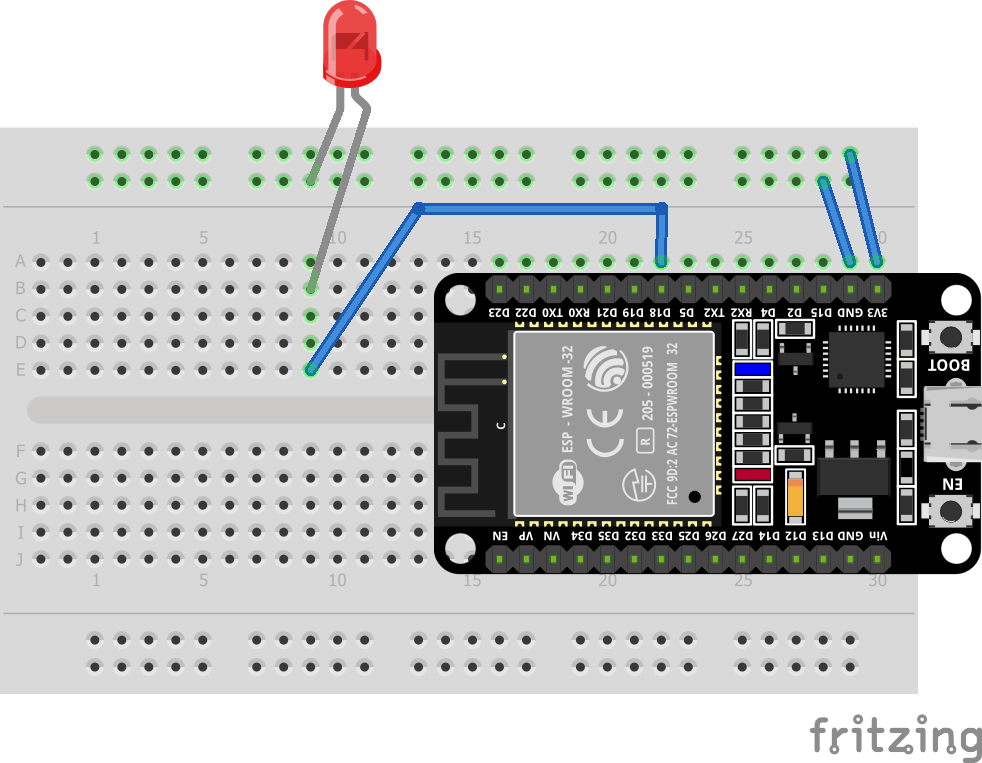 1 5 10 15 20 25 30
A
B
C
D
E
F
G
H
I
J
D23 D22 TX0 RX0 D21 D19 D18 D5 TX2 RX2 D4 D2 D15 GND 3V3
BOOT
EN
WiFi ESP - WROOM -32
CE
205 - 000519
R
FCC 9D:2 AC 72-ESPWROOM 32
C
EN VP VN D34 D35 D32 D33 D25 D26 D27 D14 D12 D13 GND Vin
1 5 10 15 20 25 30
fritzing